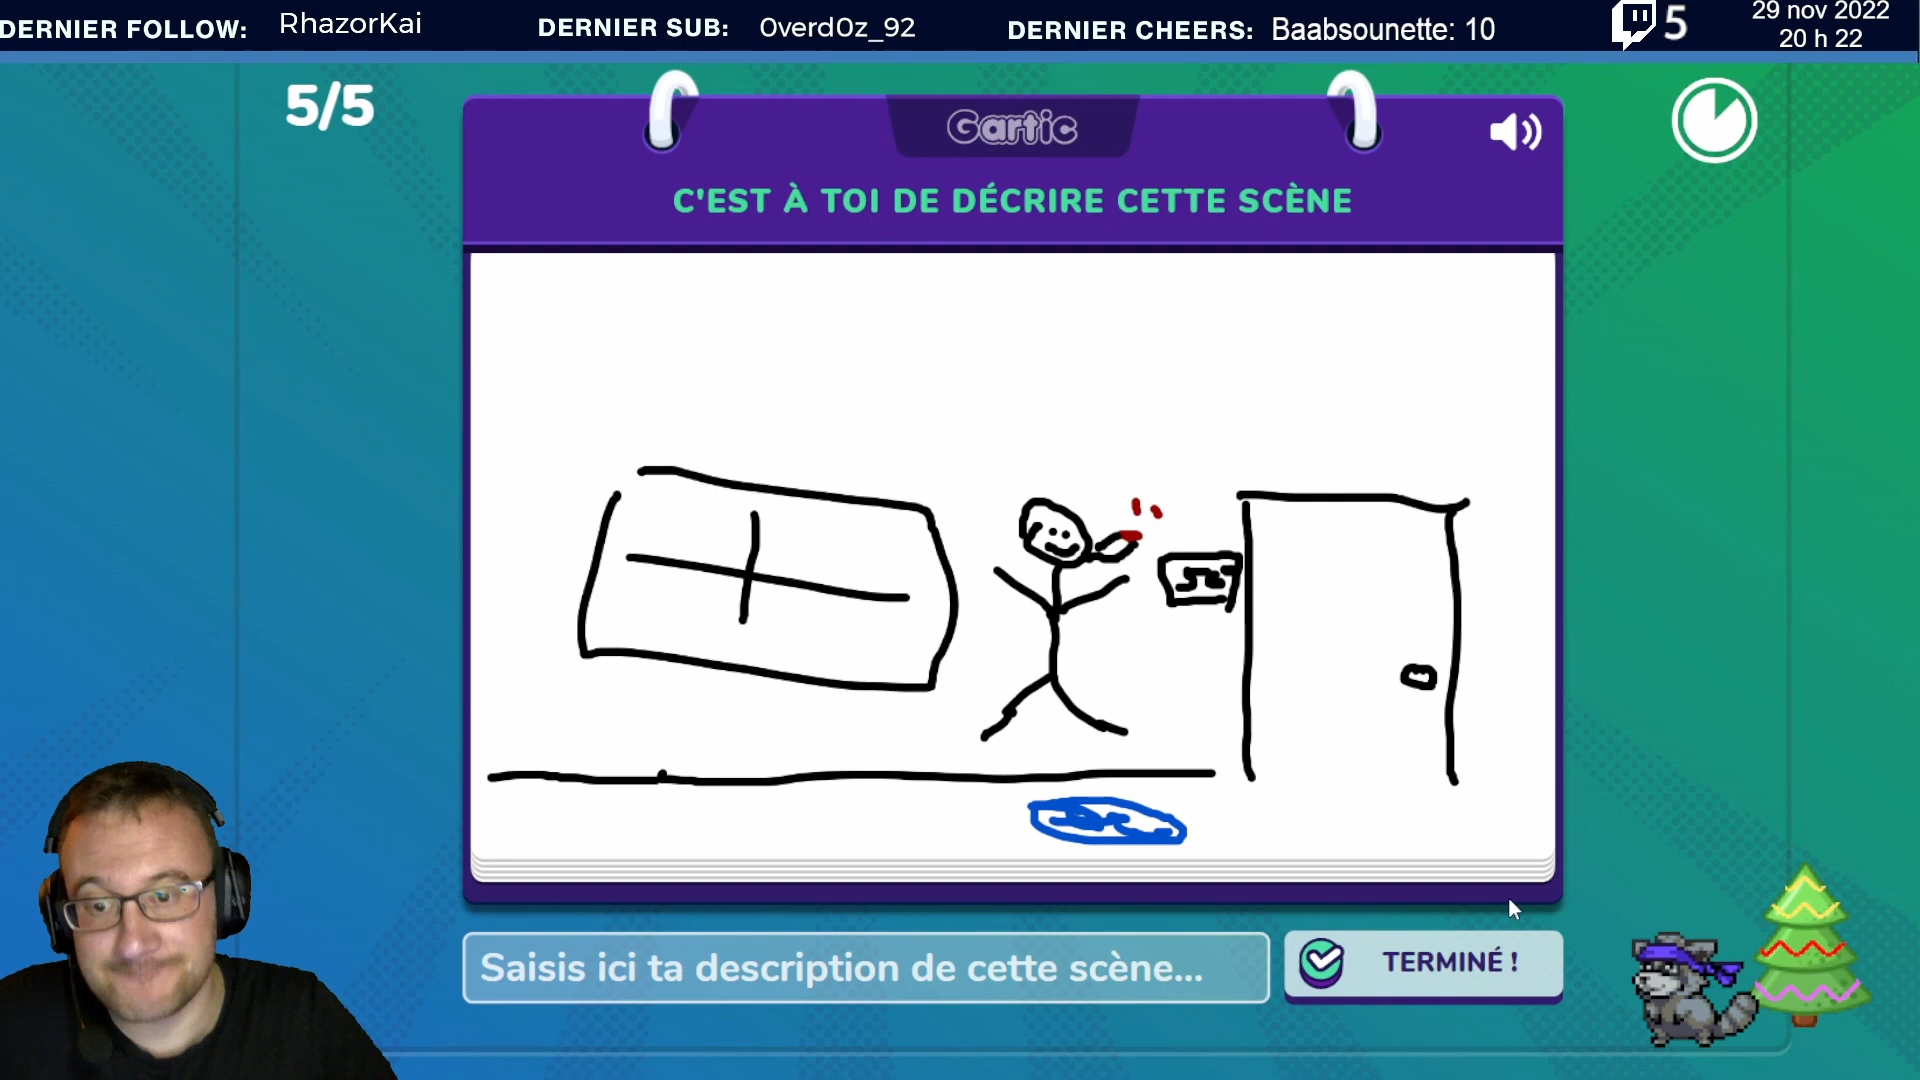 DERNIER FOLLOW: RhazorKai DERNIER SUB: 0verd0z_92 DERNIER CHEERS: Baabsounette: 10 5 29 nov 2022
20 h 22
5/5
Gartic
C'EST À TOI DE DÉCRIRE CETTE SCÈNE
Saisis ici ta description de cette scène...
TERMINÉ !